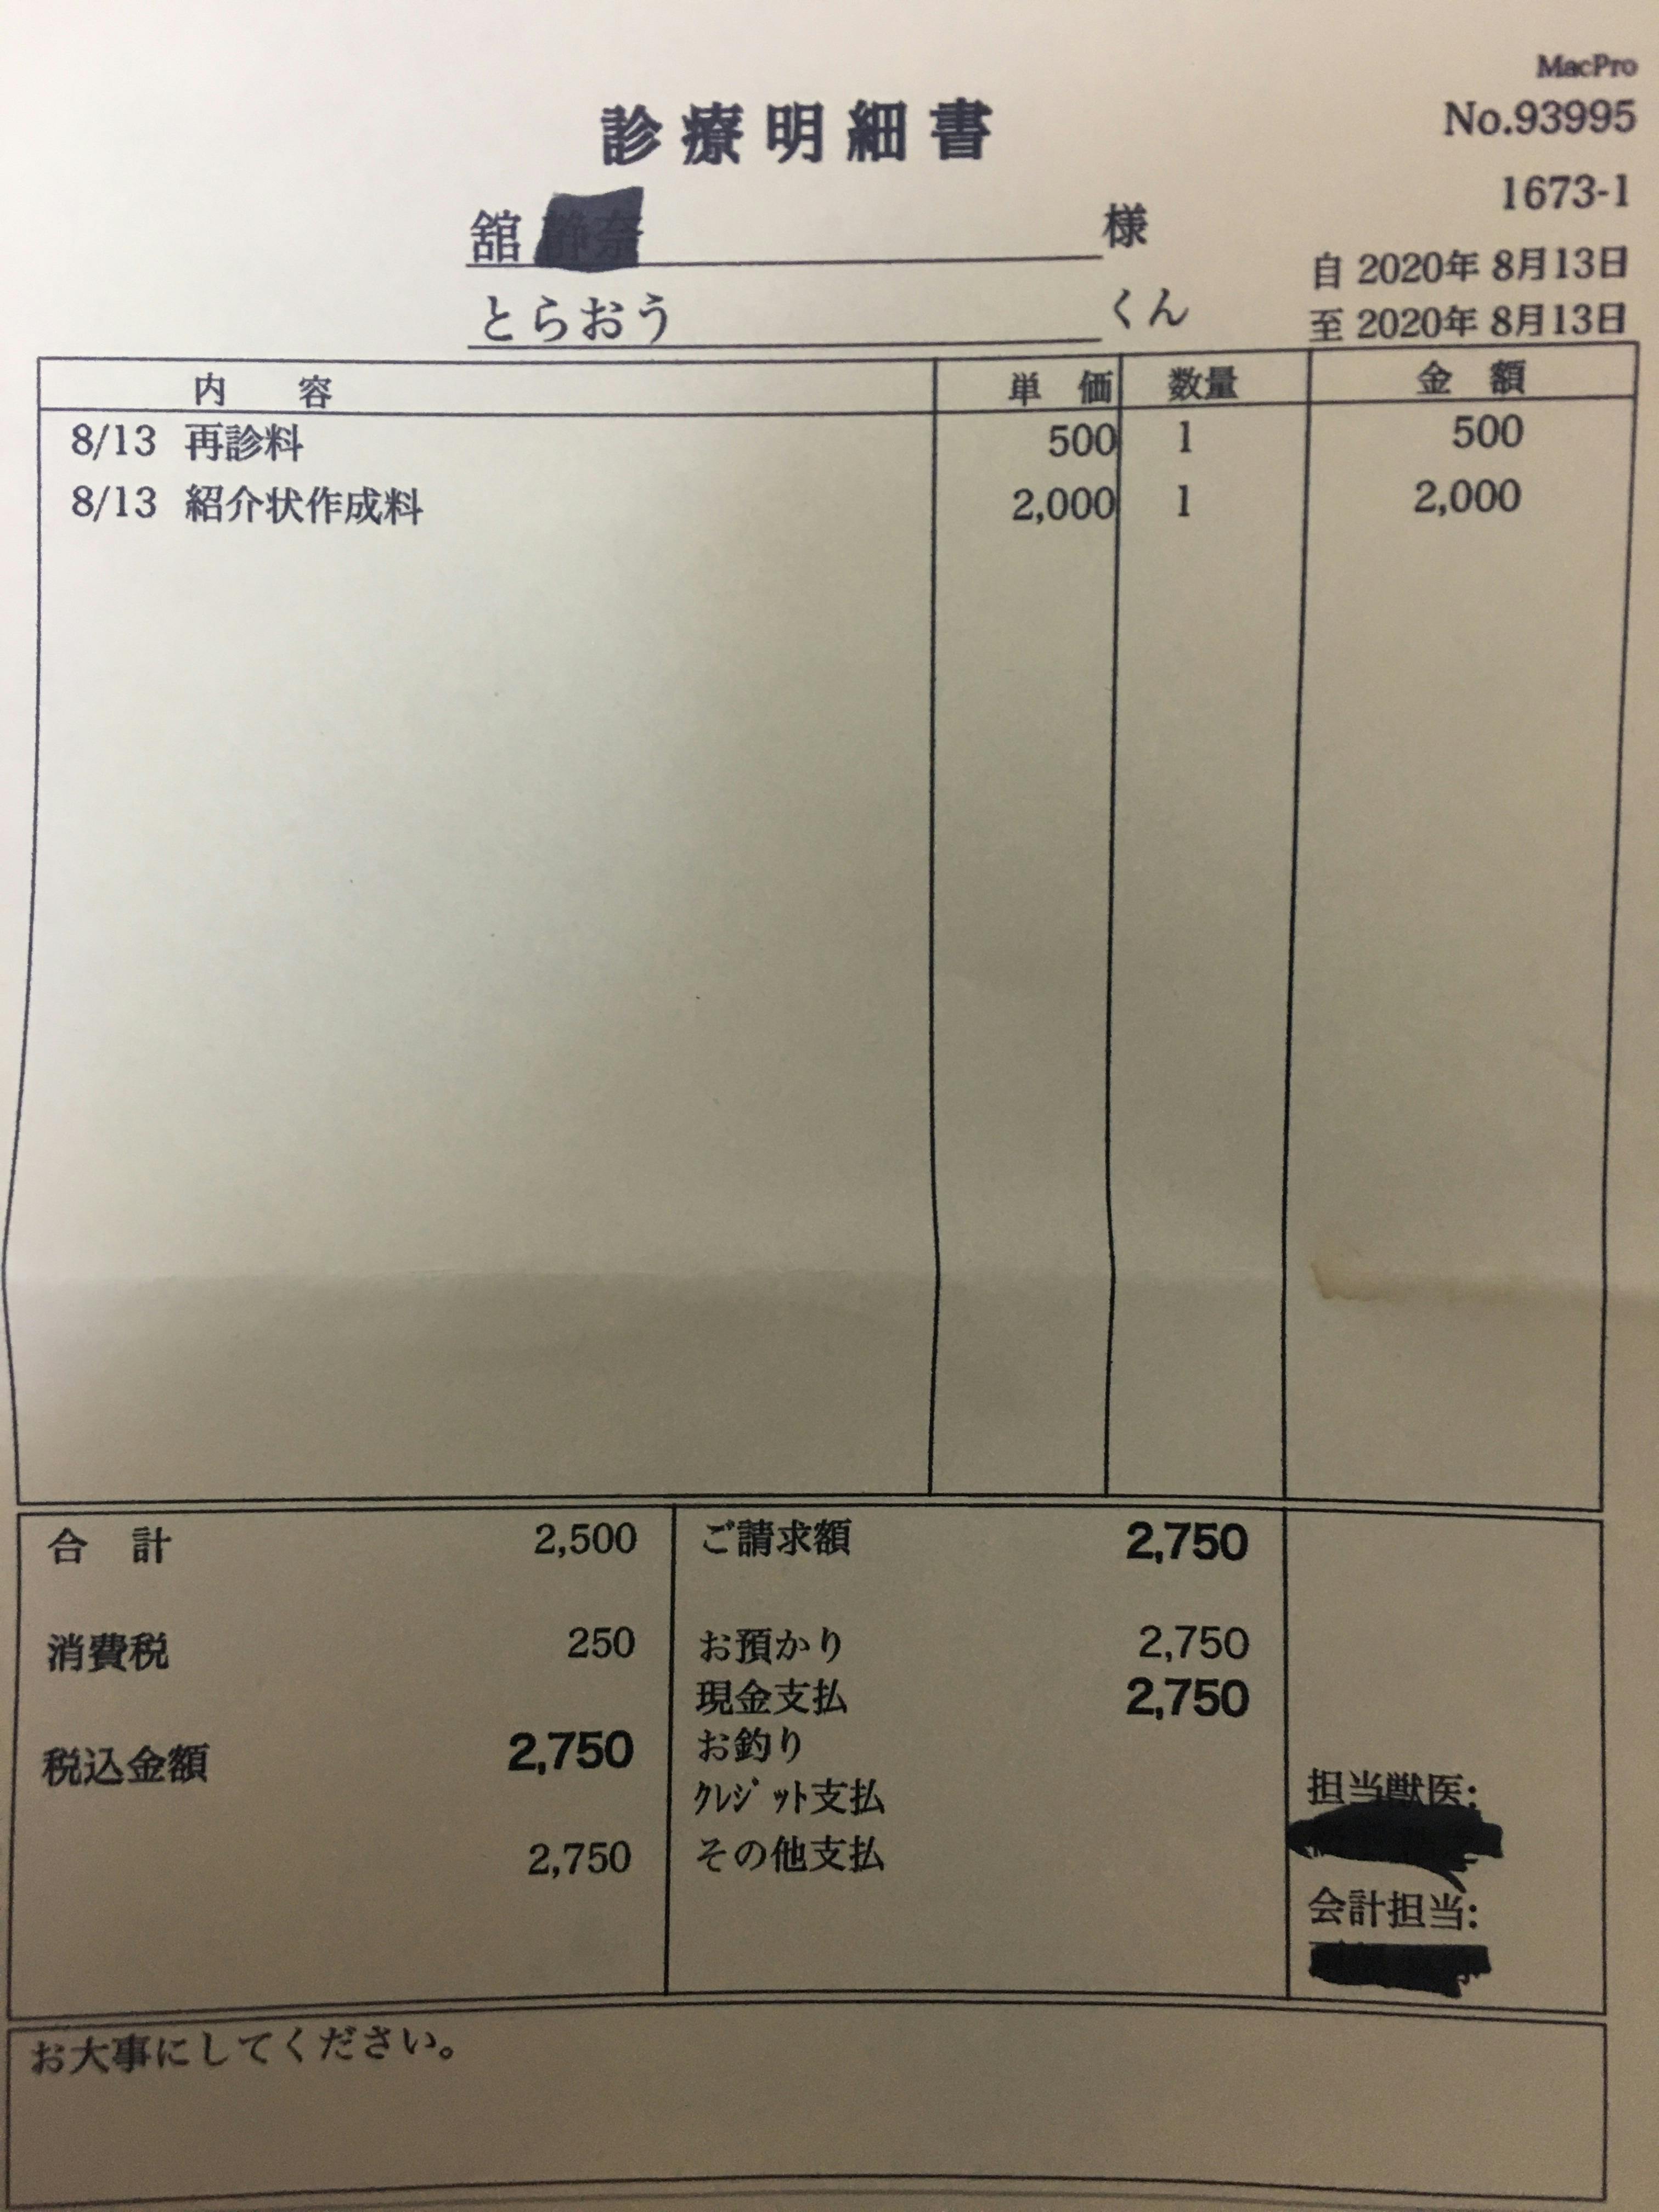 MacPro
診療明細書
No.93995
1673-1
舘 様
自 2020年 8月13日
とらおう くん
至 2020年 8月13日
内 容 単 価 数量 金 額
8/13 再診料 500 1 500
8/13 紹介状作成料 2,000 1 2,000
合 計 2,500 ご請求額 2,750
消費税 250 お預かり 2,750
現金支払 2,750
税込金額 2,750 お釣り
ｸﾚｼﾞｯﾄ支払
2,750 その他支払
担当獣医:
会計担当:
お大事にしてください。